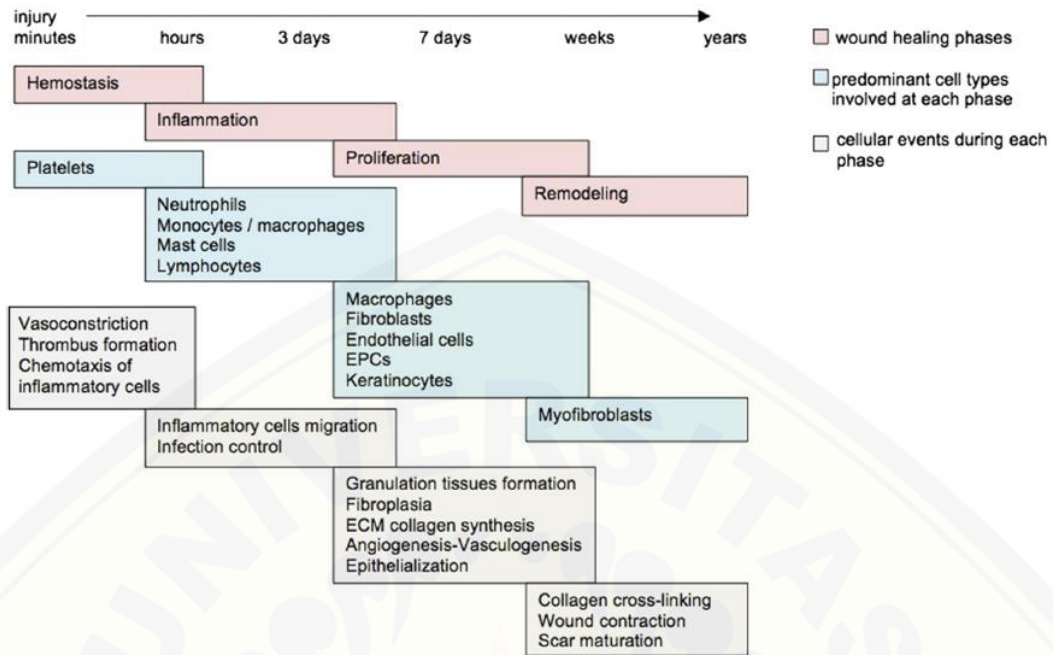 injury
minutes hours 3 days 7 days weeks years
wound healing phases
predominant cell types
involved at each phase
cellular events during each
phase
Hemostasis
Inflammation
Proliferation
Remodeling
Platelets
Neutrophils
Monocytes / macrophages
Mast cells
Lymphocytes
Macrophages
Fibroblasts
Endothelial cells
EPCs
Keratinocytes
Myofibroblasts
Vasoconstriction
Thrombus formation
Chemotaxis of
inflammatory cells
Inflammatory cells migration
Infection control
Granulation tissues formation
Fibroplasia
ECM collagen synthesis
Angiogenesis-Vasculogenesis
Epithelialization
Collagen cross-linking
Wound contraction
Scar maturation
UNIVERSITAS